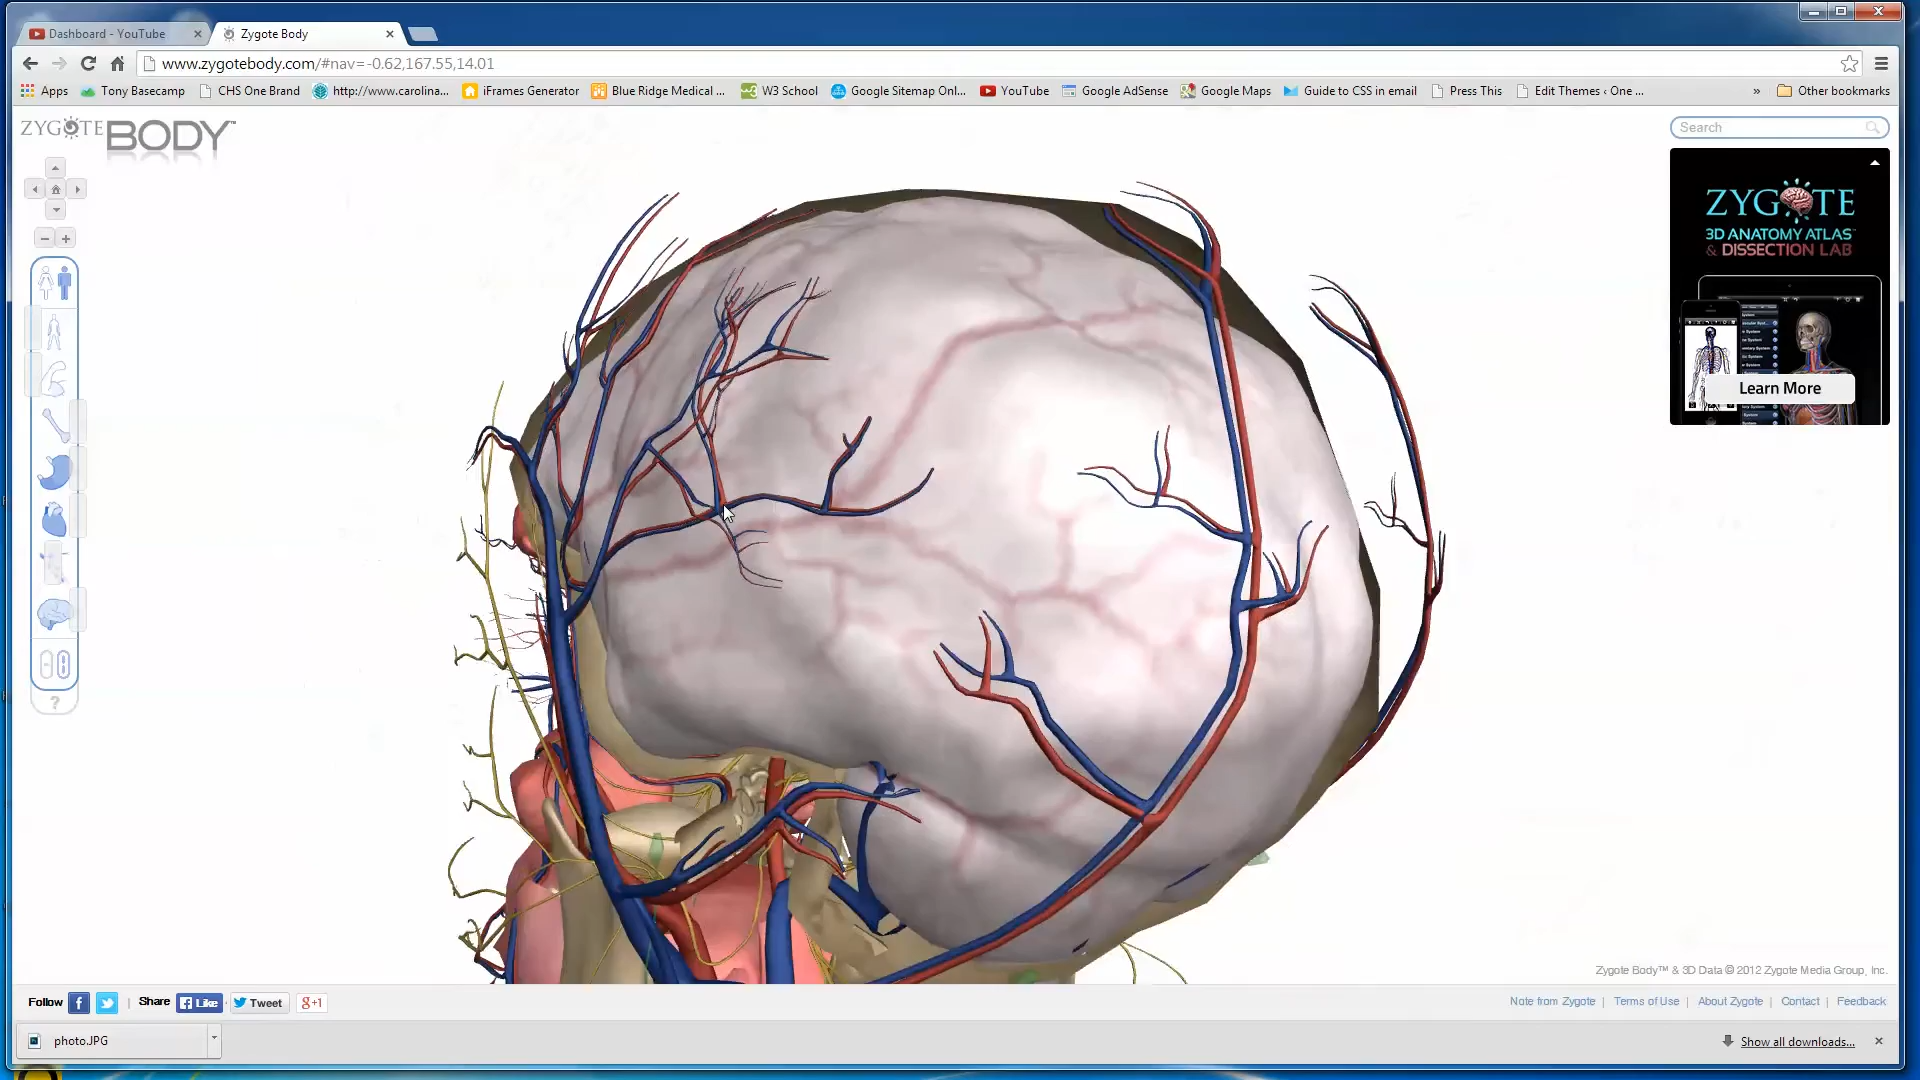 Dashboard - YouTube
Zygote Body
www.zygotebody.com/#nav=-0.62,167.55,14.01
Apps
Tony Basecamp
CHS One Brand
http://www.carolina...
iFrames Generator
Blue Ridge Medical ...
W3 School
Google Sitemap Onl...
YouTube
Google AdSense
Google Maps
Guide to CSS in email
Press This
Edit Themes ‹ One ...
»
Other bookmarks
ZYGOTE BODY™
Search
ZYGOTE
3D ANATOMY ATLAS™
& DISSECTION LAB
Learn More
?
Zygote Body™ & 3D Data © 2012 Zygote Media Group, Inc.
Follow
Share
Like
Tweet
g+1
Note from Zygote | Terms of Use | About Zygote | Contact | Feedback
photo.JPG
Show all downloads...